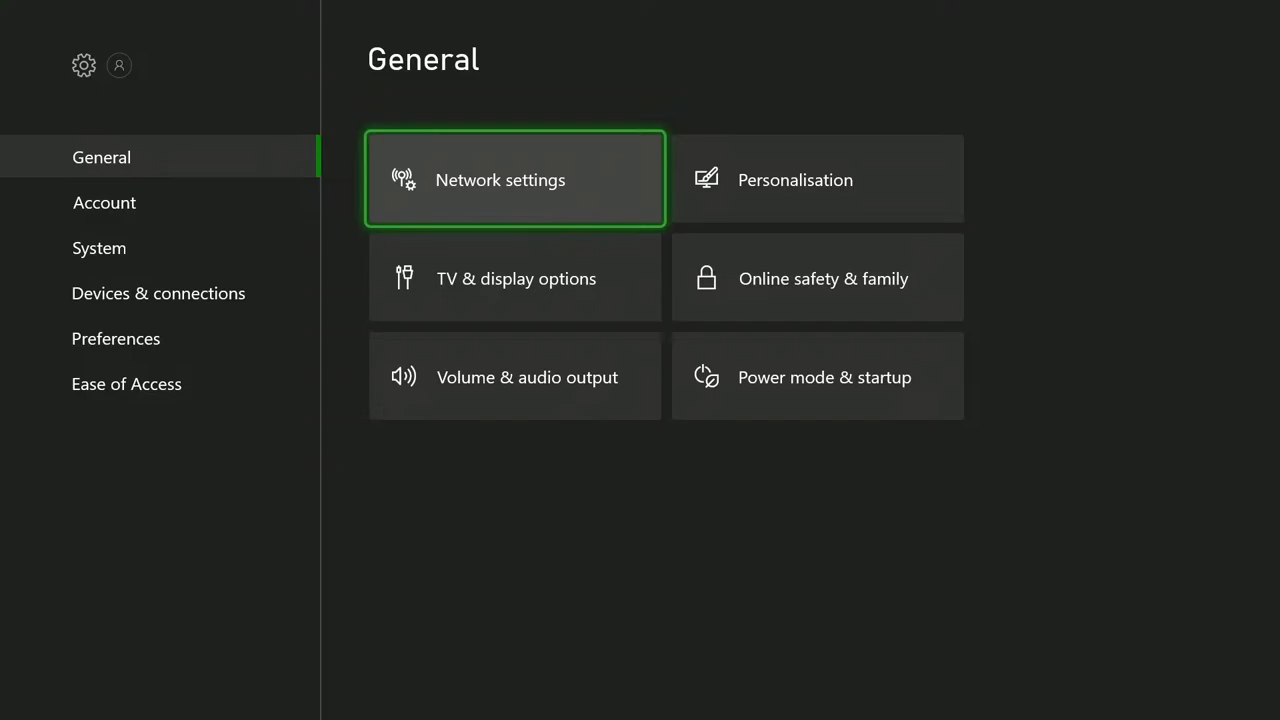 General
General
Account
System
Devices & connections
Preferences
Ease of Access
Network settings
Personalisation
TV & display options
Online safety & family
Volume & audio output
Power mode & startup